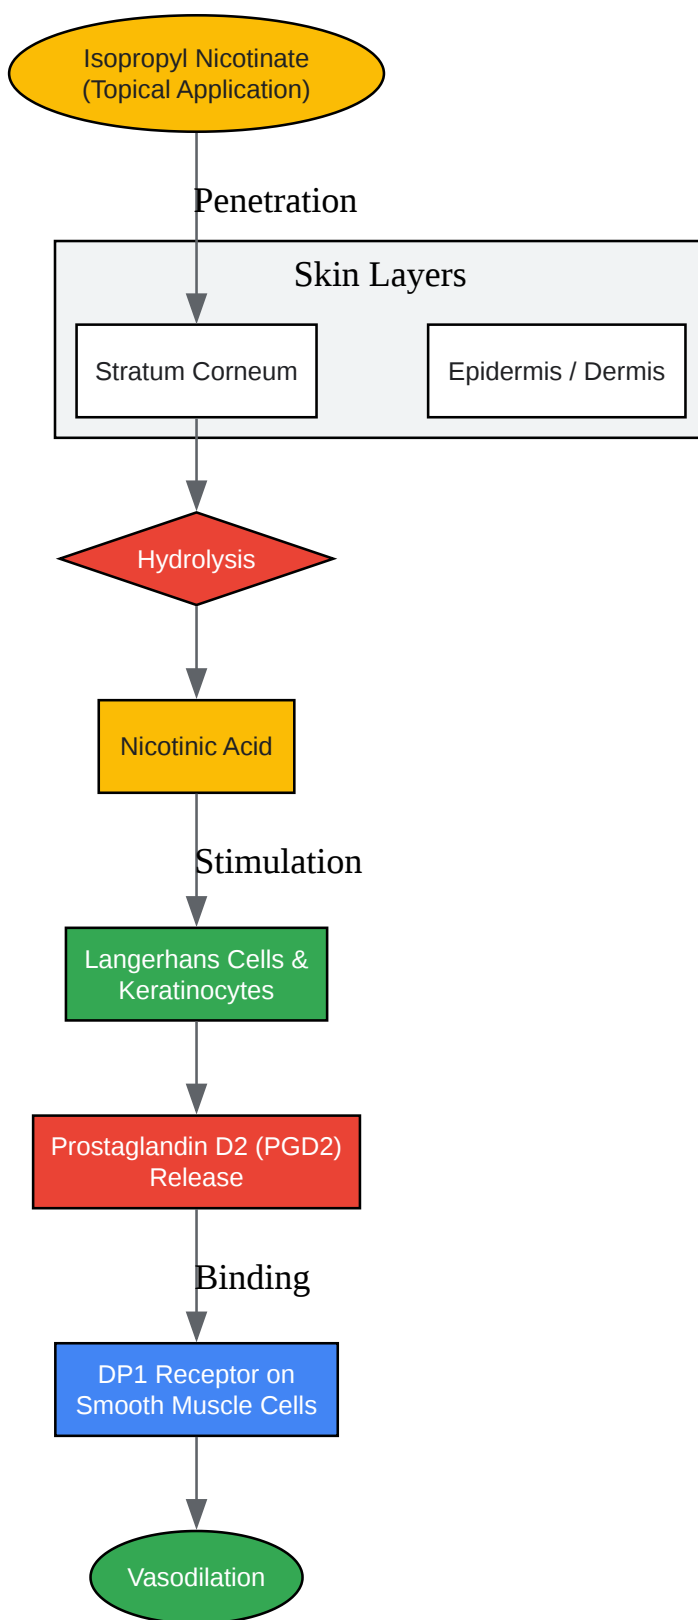 Isopropyl Nicotinate
(Topical Application)
Penetration
Skin Layers
Stratum Corneum
Epidermis / Dermis
Hydrolysis
Nicotinic Acid
Stimulation
Langerhans Cells &
Keratinocytes
Prostaglandin D2 (PGD2)
Release
Binding
DP1 Receptor on
Smooth Muscle Cells
Vasodilation